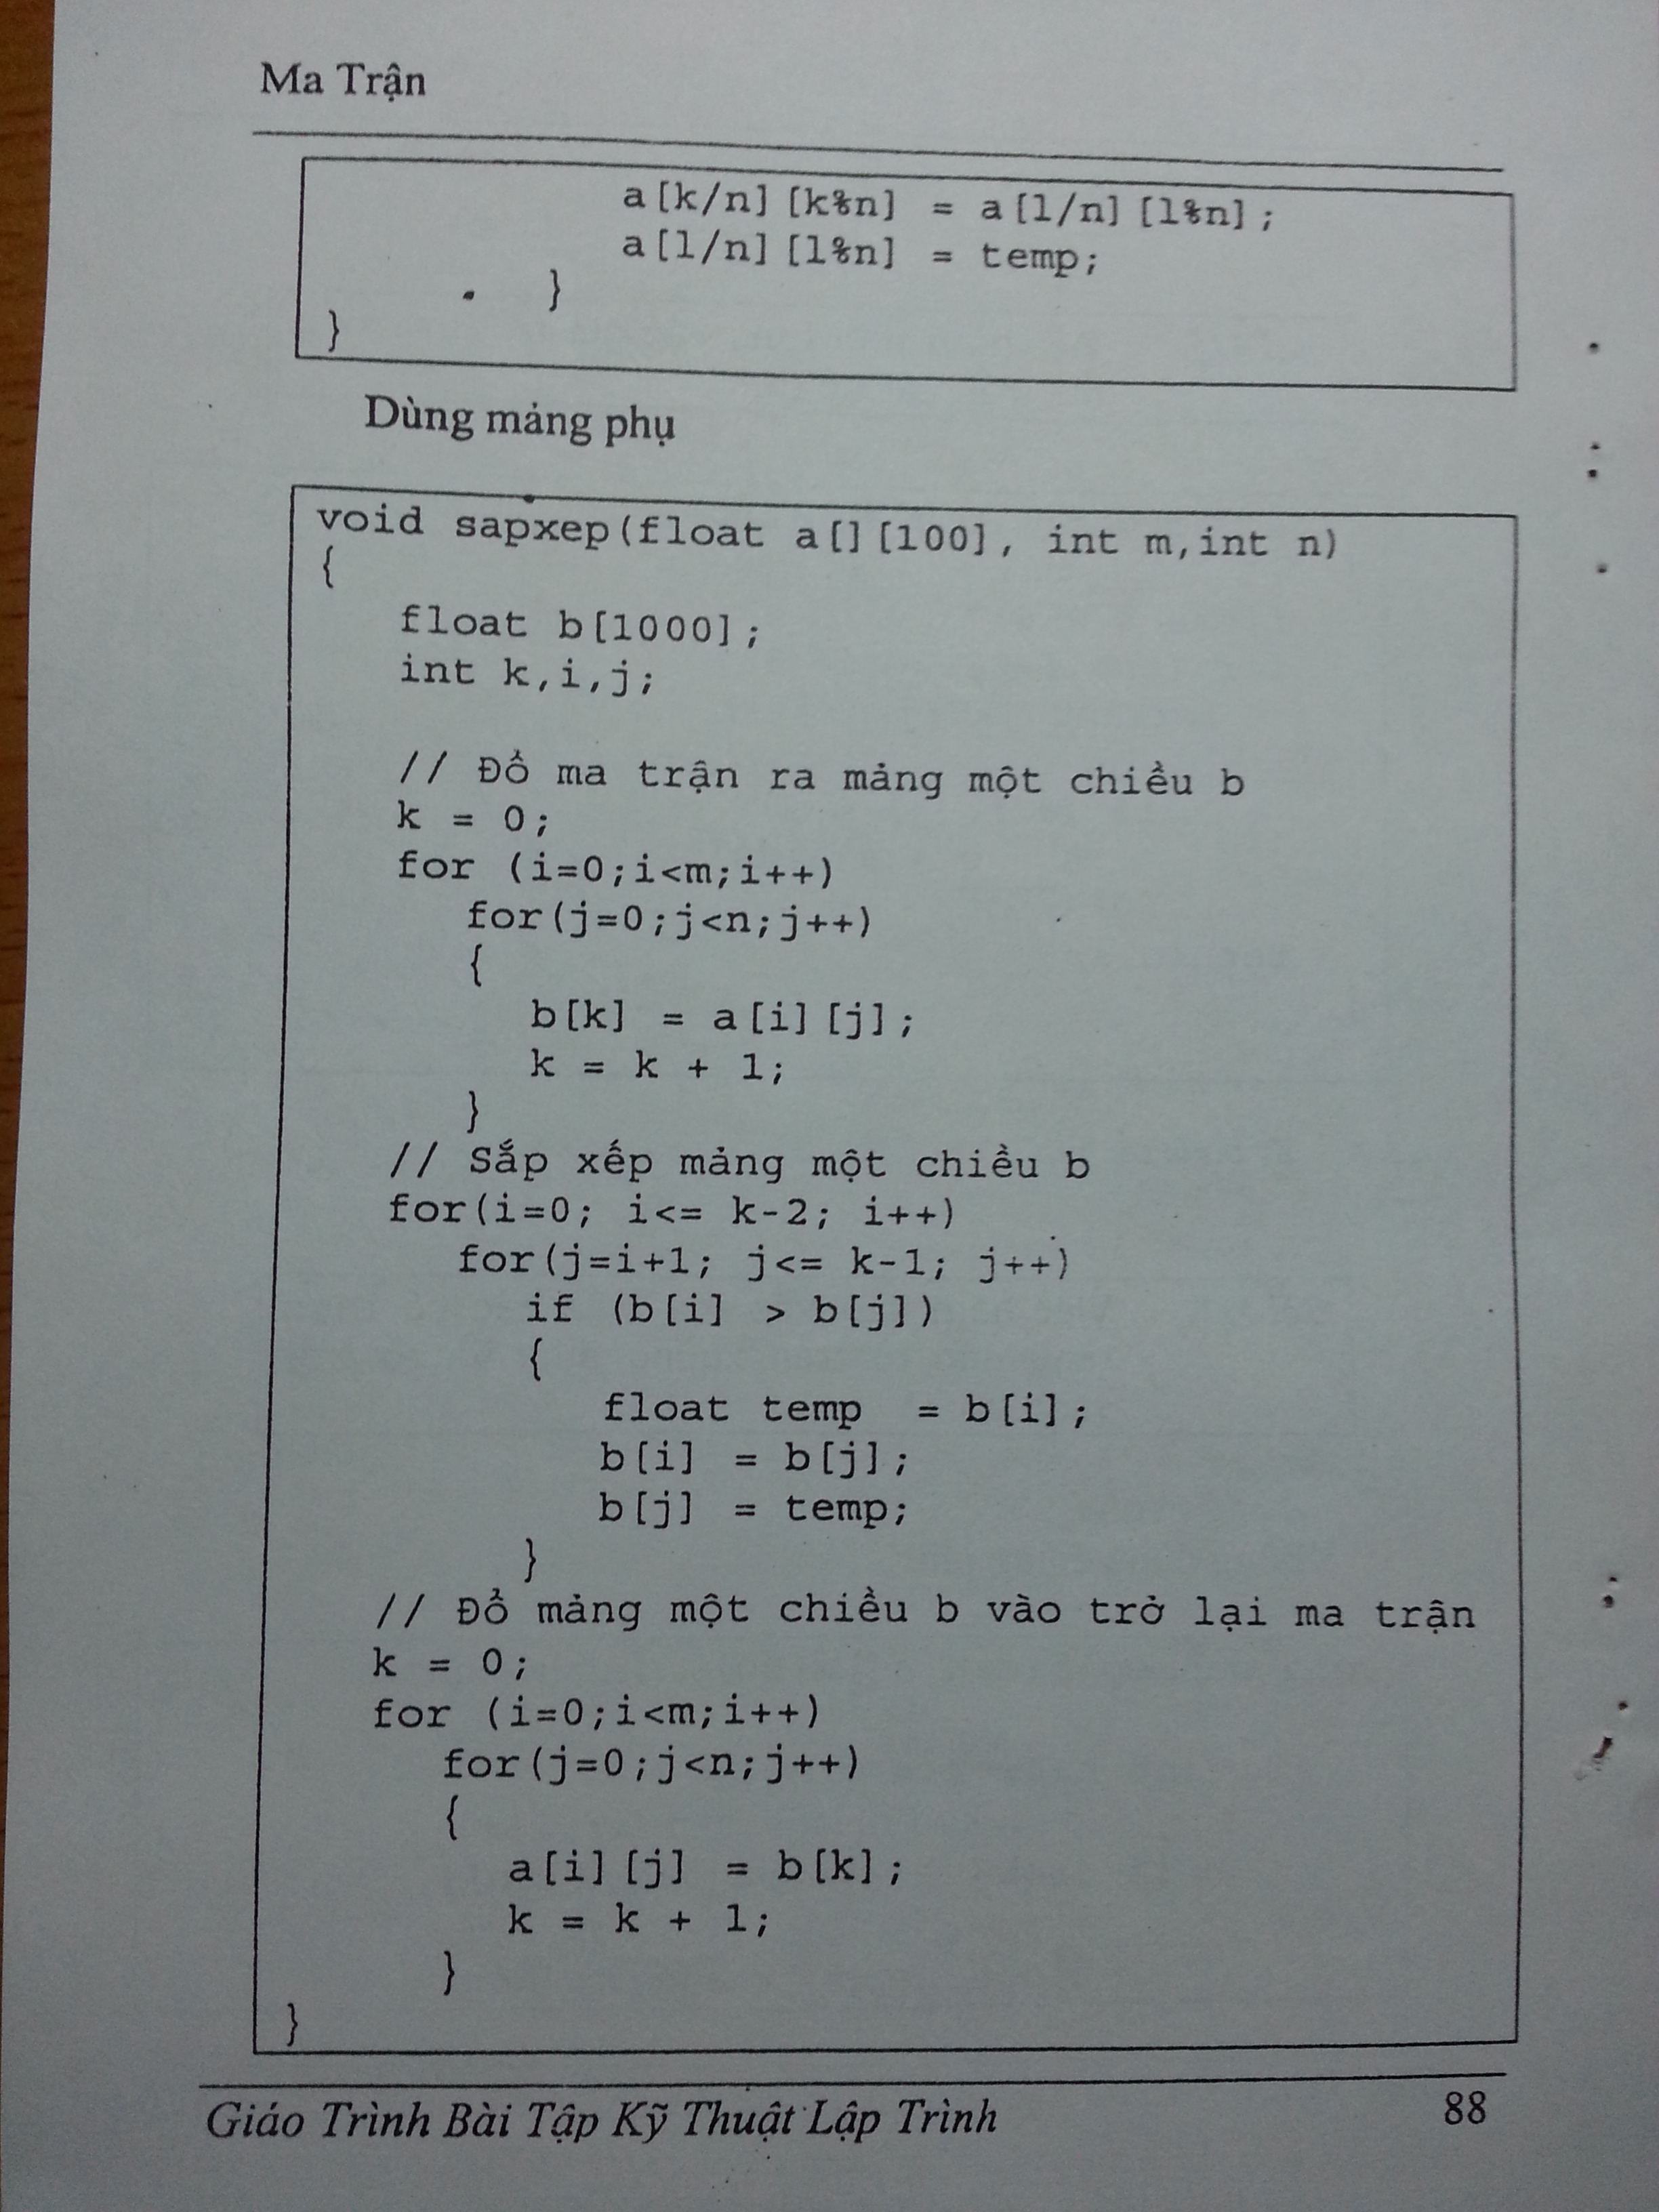 Ma Trận
a[k/n][k%n] = a[l/n][l%n];
a[l/n][l%n] = temp;
}
}
Dùng mảng phụ
void sapxep(float a[][100], int m,int n)
{
float b[1000];
int k,i,j;
// Đổ ma trận ra mảng một chiều b
k = 0;
for (i=0;i<m;i++)
for(j=0;j<n;j++)
{
b[k] = a[i][j];
k = k + 1;
}
// Sắp xếp mảng một chiều b
for(i=0; i<= k-2; i++)
for(j=i+1; j<= k-1; j++)
if (b[i] > b[j])
{
float temp = b[i];
b[i] = b[j];
b[j] = temp;
}
// Đổ mảng một chiều b vào trở lại ma trận
k = 0;
for (i=0;i<m;i++)
for(j=0;j<n;j++)
{
a[i][j] = b[k];
k = k + 1;
}
}
Giáo Trình Bài Tập Kỹ Thuật Lập Trình 88